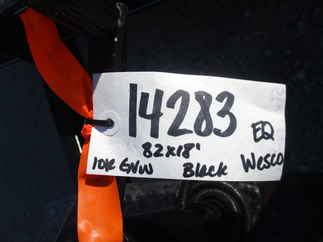 14283
EQ
82x18'
10K GVW Black Wesco